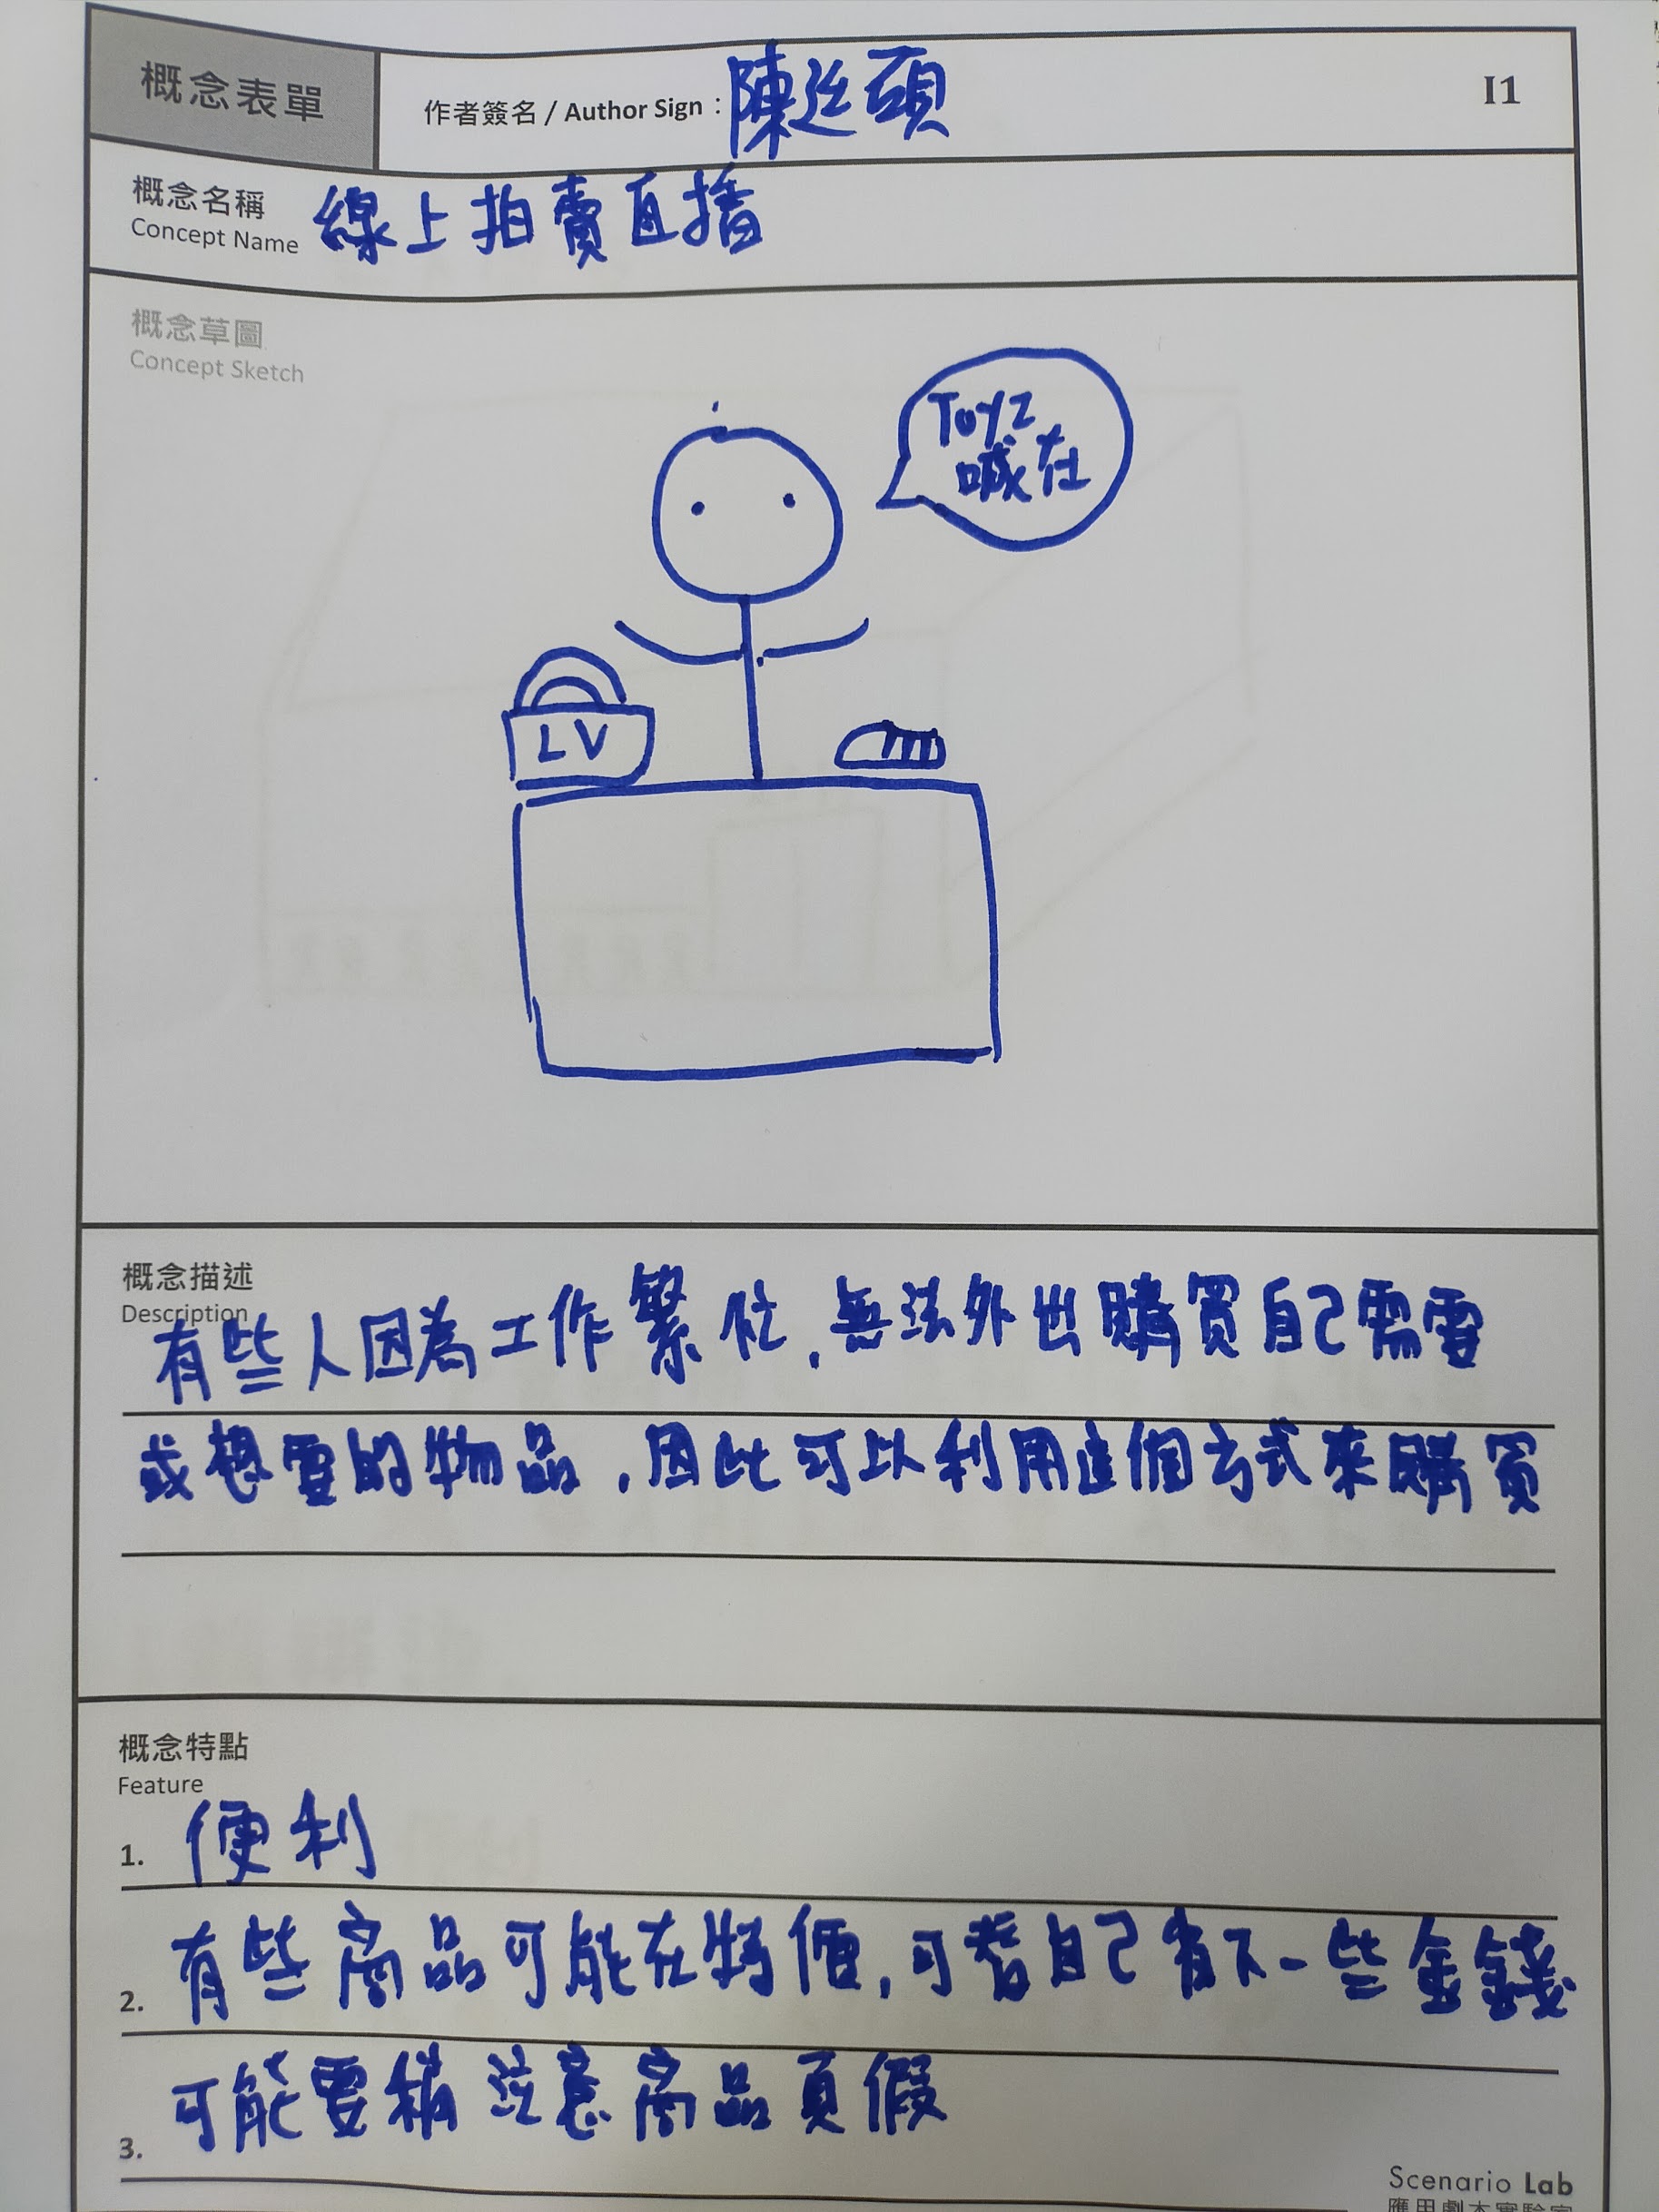 概念表單
作者簽名 / Author Sign：陳廷頭
I1
概念名稱 線上拍賣直播
Concept Name
概念草圖
Concept Sketch
Toyz
喊在
LV
概念描述
Description
有些人因為工作繁忙,無法外出購買自己需要
或想要的物品,因此可以利用這個方式來購買
概念特點
Feature
1. 便利
2. 有些商品可能在特價,可替自己省下一些金錢
3. 可能要稍注意商品真假
Scenario Lab
應用劇本實驗室